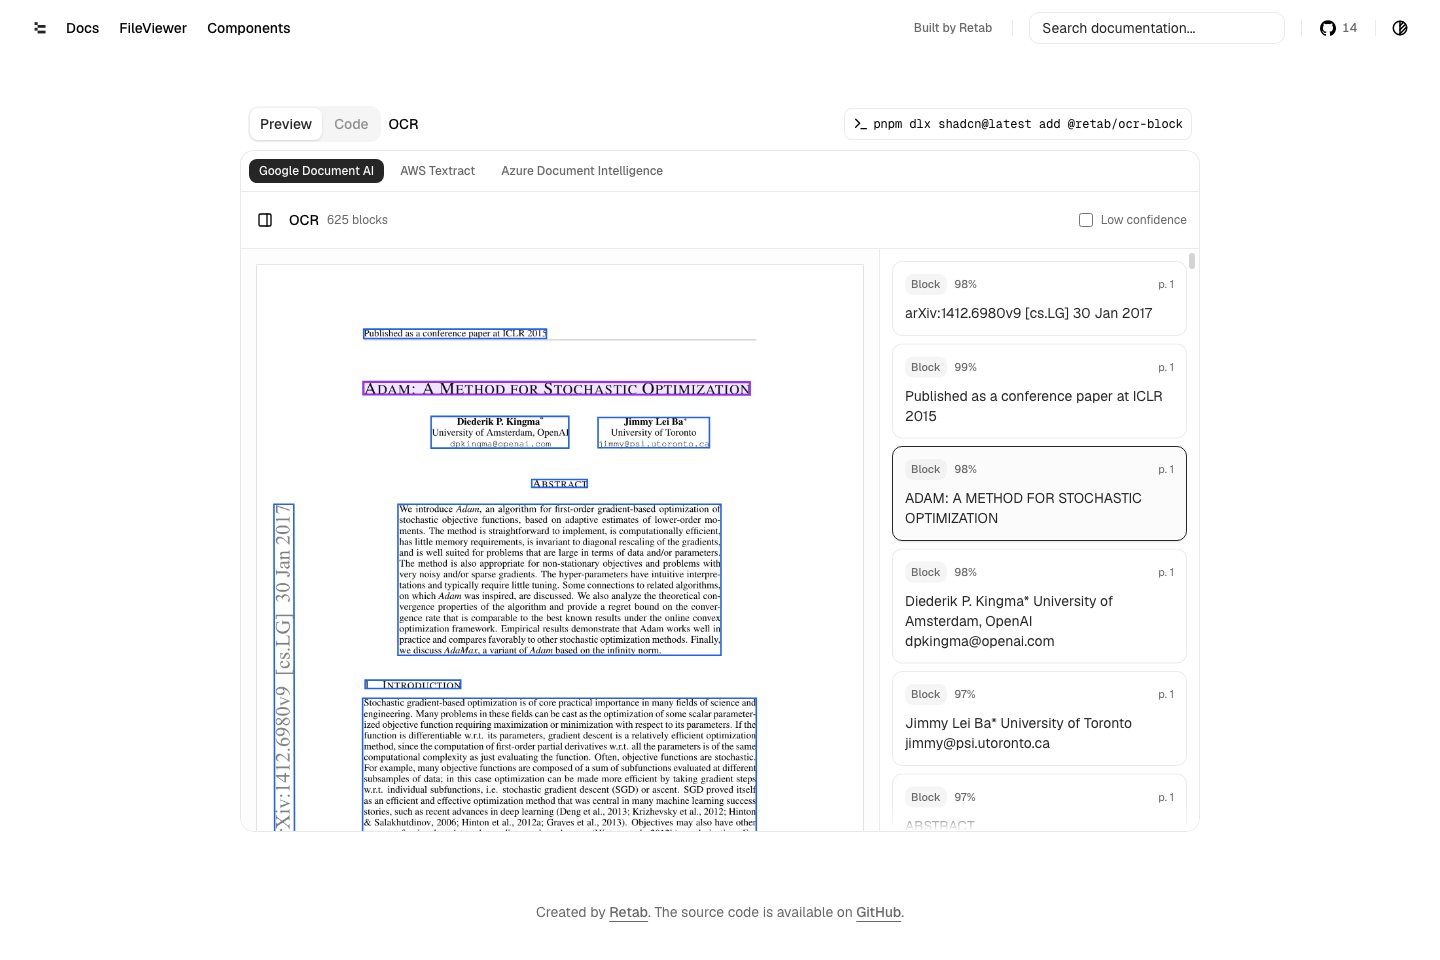 Docs
FileViewer
Components
Built by Retab
Search documentation...
14
Preview
Code
OCR
pnpm dlx shadcn@latest add @retab/ocr-block
Google Document AI
AWS Textract
Azure Document Intelligence
OCR
625 blocks
Low confidence
Published as a conference paper at ICLR 2015
ADAM: A METHOD FOR STOCHASTIC OPTIMIZATION
Diederik P. Kingma*
University of Amsterdam, OpenAI
dpkingma@openai.com
Jimmy Lei Ba*
University of Toronto
jimmy@psi.utoronto.ca
ABSTRACT
We introduce Adam, an algorithm for first-order gradient-based optimization of
stochastic objective functions, based on adaptive estimates of lower-order mo-
ments. The method is straightforward to implement, is computationally efficient,
has little memory requirements, is invariant to diagonal rescaling of the gradients,
and is well suited for problems that are large in terms of data and/or parameters.
The method is also appropriate for non-stationary objectives and problems with
very noisy and/or sparse gradients. The hyper-parameters have intuitive interpre-
tations and typically require little tuning. Some connections to related algorithms,
on which Adam was inspired, are discussed. We also analyze the theoretical con-
vergence properties of the algorithm and provide a regret bound on the conver-
gence rate that is comparable to the best known results under the online convex
optimization framework. Empirical results demonstrate that Adam works well in
practice and compares favorably to other stochastic optimization methods. Finally,
we discuss AdaMax, a variant of Adam based on the infinity norm.
Xiv:1412.6980v9 [cs.LG] 30 Jan 2017
1 INTRODUCTION
Stochastic gradient-based optimization is of core practical importance in many fields of science and
engineering. Many problems in these fields can be cast as the optimization of some scalar parameter-
ized objective function requiring maximization or minimization with respect to its parameters. If the
function is differentiable w.r.t. its parameters, gradient descent is a relatively efficient optimization
method, since the computation of first-order partial derivatives w.r.t. all the parameters is of the same
computational complexity as just evaluating the function. Often, objective functions are stochastic.
For example, many objective functions are composed of a sum of subfunctions evaluated at different
subsamples of data; in this case optimization can be made more efficient by taking gradient steps
w.r.t. individual subfunctions, i.e. stochastic gradient descent (SGD) or ascent. SGD proved itself
as an efficient and effective optimization method that was central in many machine learning success
stories, such as recent advances in deep learning (Deng et al., 2013; Krizhevsky et al., 2012; Hinton
& Salakhutdinov, 2006; Hinton et al., 2012a; Graves et al., 2013). Objectives may also have other
Block 98% p. 1
arXiv:1412.6980v9 [cs.LG] 30 Jan 2017
Block 99% p. 1
Published as a conference paper at ICLR
2015
Block 98% p. 1
ADAM: A METHOD FOR STOCHASTIC
OPTIMIZATION
Block 98% p. 1
Diederik P. Kingma* University of
Amsterdam, OpenAI
dpkingma@openai.com
Block 97% p. 1
Jimmy Lei Ba* University of Toronto
jimmy@psi.utoronto.ca
Block 97% p. 1
ABSTRACT
Created by Retab. The source code is available on GitHub.